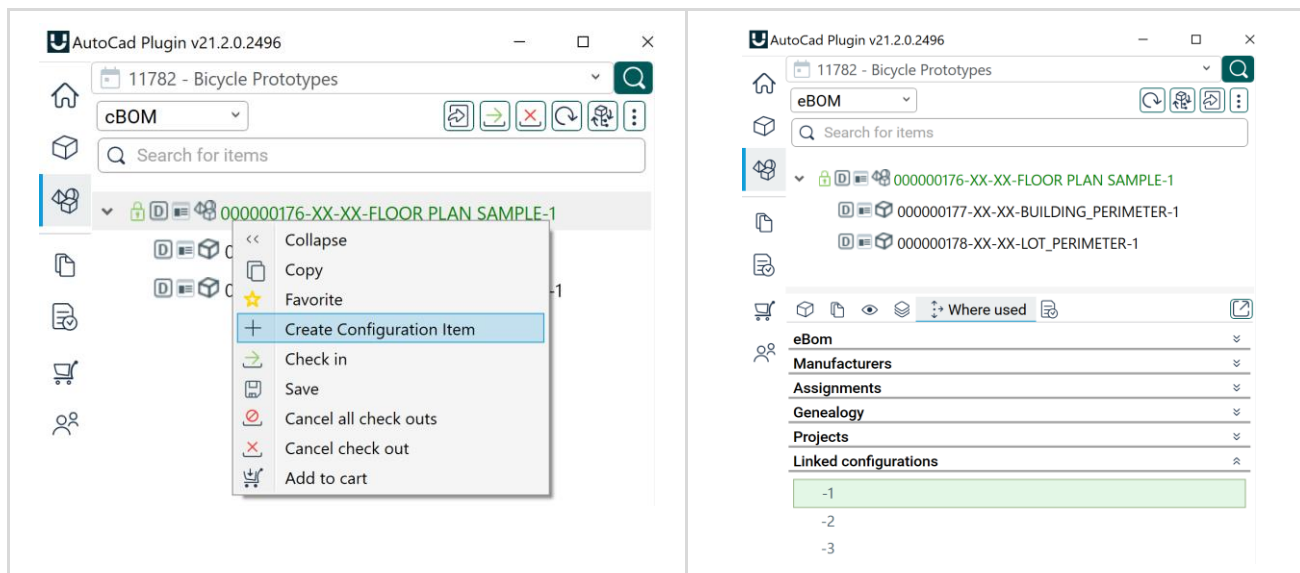 AutoCad Plugin v21.2.0.2496
11782 - Bicycle Prototypes
cBOM
Search for items
D 000000176-XX-XX-FLOOR PLAN SAMPLE-1
D 0
D 0 -1
Collapse
Copy
Favorite
Create Configuration Item
Check in
Save
Cancel all check outs
Cancel check out
Add to cart
AutoCad Plugin v21.2.0.2496
11782 - Bicycle Prototypes
eBOM
Search for items
D 000000176-XX-XX-FLOOR PLAN SAMPLE-1
D 000000177-XX-XX-BUILDING_PERIMETER-1
D 000000178-XX-XX-LOT_PERIMETER-1
Where used
eBom
Manufacturers
Assignments
Genealogy
Projects
Linked configurations
-1
-2
-3